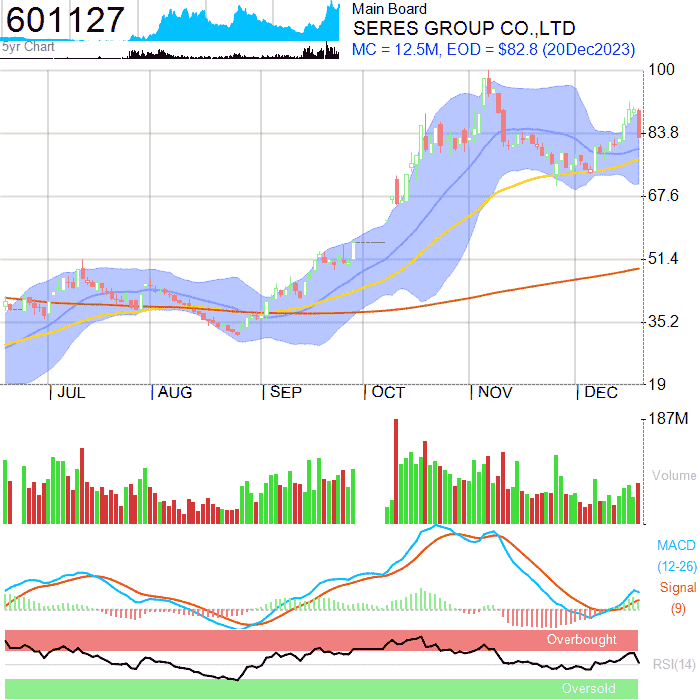 601127
5yr Chart
Main Board
SERES GROUP CO.,LTD
MC = 12.5M, EOD = $82.8 (20Dec2023)
100
83.8
67.6
51.4
35.2
19
JUL
AUG
SEP
OCT
NOV
DEC
187M
Volume
MACD
(12-26)
Signal
(9)
Overbought
RSI(14)
Oversold